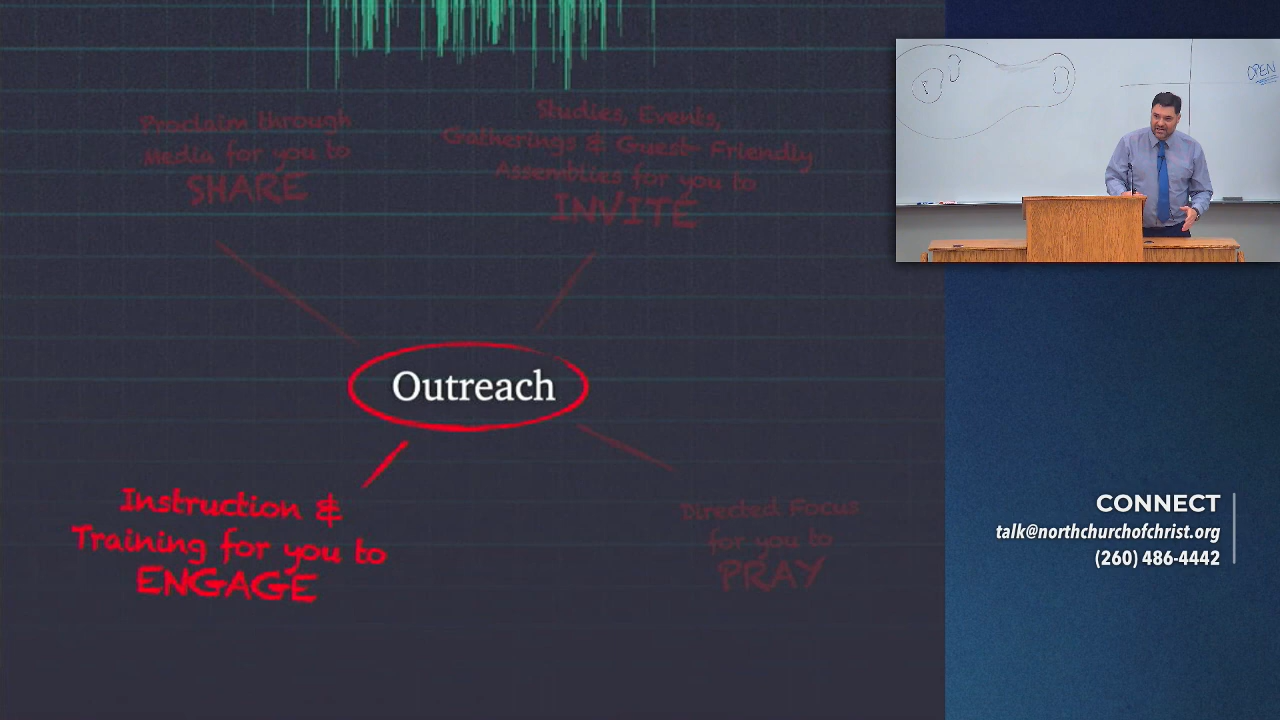 OPEN
Proclaim through
Media for you to
SHARE
Studies, Events,
Gatherings & Guest-Friendly
Assemblies for you to
INVITE
Outreach
Instruction &
Training for you to
ENGAGE
Directed Focus
for you to
PRAY
CONNECT
talk@northchurchofchrist.org
(260) 486-4442